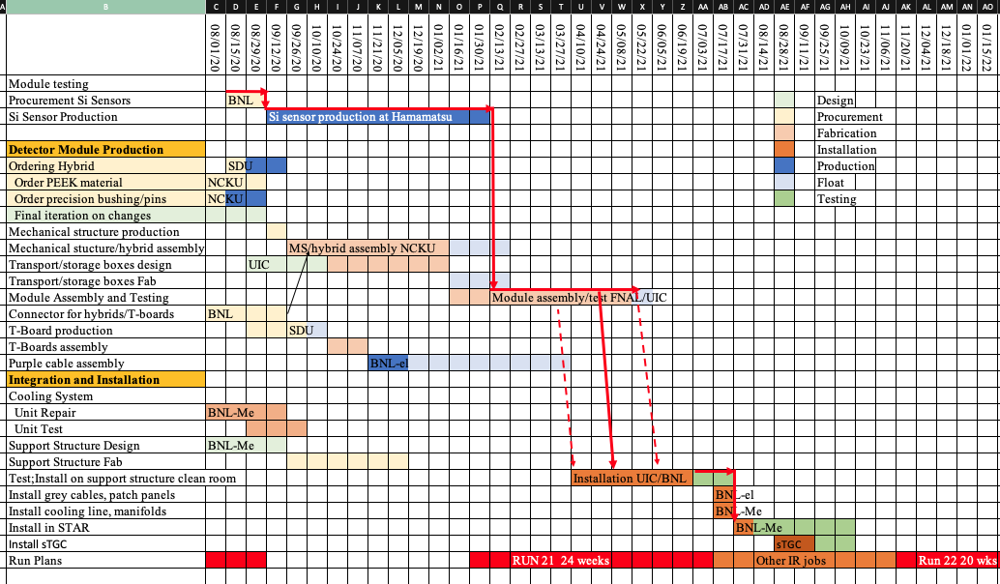 A B C D E F G H I J K L M N O P Q R S T U V W X Y Z AA AB AC AD AE AF AG AH AI AJ AK AL AM AN AO
08/01/20 08/15/20 08/29/20 09/12/20 09/26/20 10/10/20 10/24/20 11/07/20 11/21/20 12/05/20 12/19/20 01/02/21 01/16/21 01/30/21 02/13/21 02/27/21 03/13/21 03/27/21 04/10/21 04/24/21 05/08/21 05/22/21 06/05/21 06/19/21 07/03/21 07/17/21 07/31/21 08/14/21 08/28/21 09/11/21 09/25/21 10/09/21 10/23/21 11/06/21 11/20/21 12/04/21 12/18/21 01/01/22 01/15/22
Module testing
Procurement Si Sensors BNL Design
Si Sensor Production Si sensor production at Hamamatsu Procurement
Fabrication
Detector Module Production Installation
Ordering Hybrid SDU Production
Order PEEK material NCKU Float
Order precision bushing/pins NCKU Testing
Final iteration on changes
Mechanical structure production
Mechanical stucture/hybrid assembly MS/hybrid assembly NCKU
Transport/storage boxes design UIC
Transport/storage boxes Fab
Module Assembly and Testing Module assembly/test FNAL/UIC
Connector for hybrids/T-boards BNL
T-Board production SDU
T-Boards assembly
Purple cable assembly BNL-el
Integration and Installation
Cooling System
Unit Repair BNL-Me
Unit Test
Support Structure Design BNL-Me
Support Structure Fab
Test;Install on support structure clean room Installation UIC/BNL
Install grey cables, patch panels BNL-el
Install cooling line, manifolds BNL-Me
Install in STAR BNL-Me
Install sTGC sTGC
Run Plans RUN 21 24 weeks Other IR jobs Run 22 20 wks